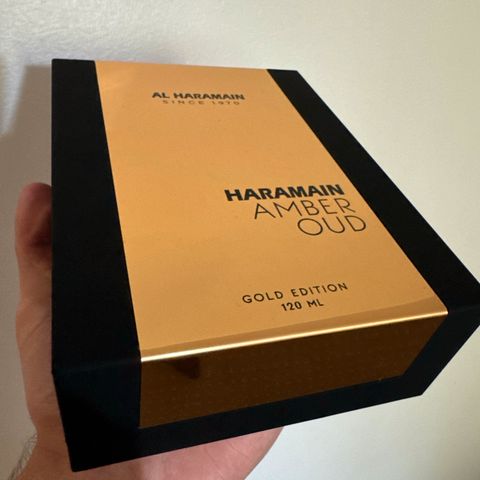 AL HARAMAIN
SINCE 1970
HARAMAIN
AMBER
OUD
GOLD EDITION
120 ML